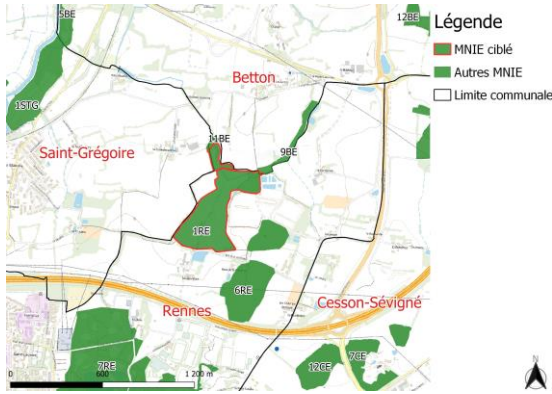 5BE
12BE
Légende
MNIE ciblé
Autres MNIE
Limite communale
Betton
1STG
11BE
Saint-Grégoire
9BE
1RE
6RE
Rennes
Cesson-Sévigné
7RE
12CE
7CE
0
600
1 200 m
N